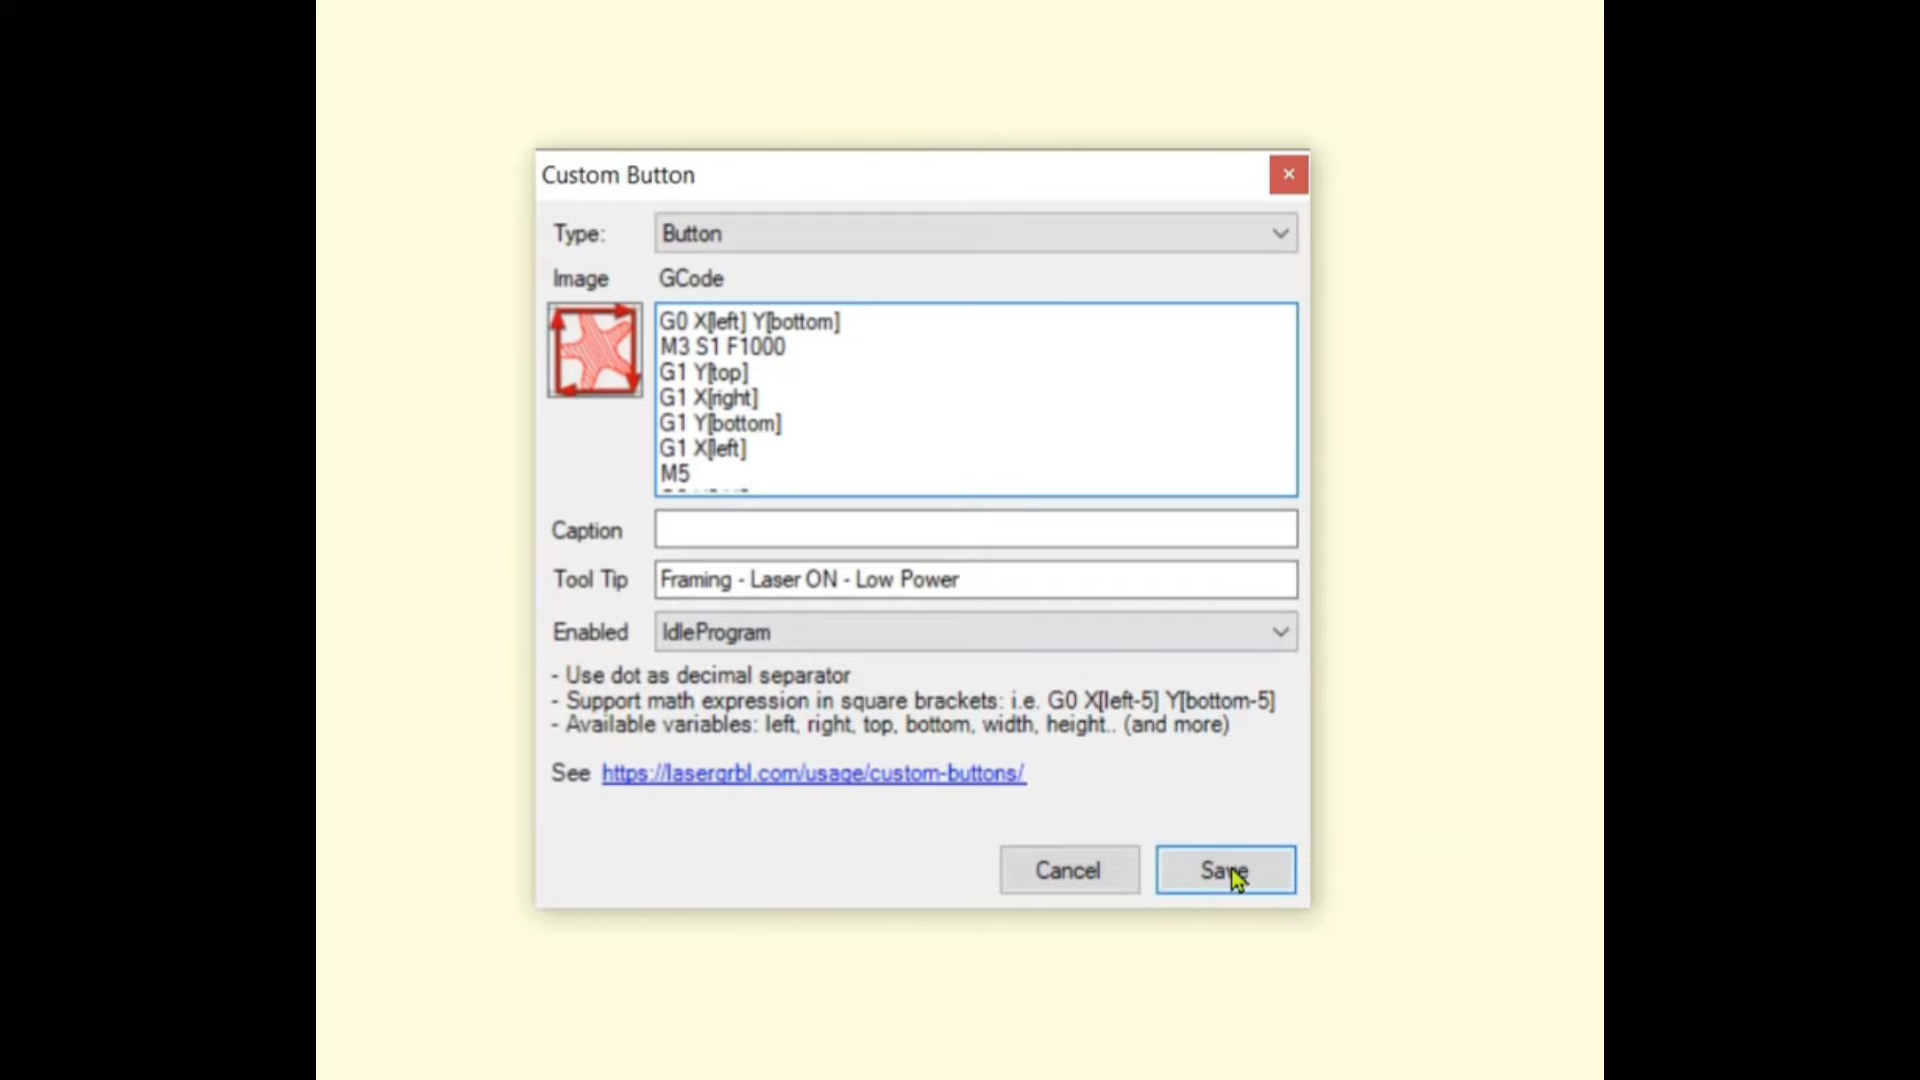 Custom Button
Type: Button
Image GCode
G0 X[left] Y[bottom]
M3 S1 F1000
G1 Y[top]
G1 X[right]
G1 Y[bottom]
G1 X[left]
M5
Caption
Tool Tip Framing - Laser ON - Low Power
Enabled IdleProgram
- Use dot as decimal separator
- Support math expression in square brackets: i.e. G0 X[left-5] Y[bottom-5]
- Available variables: left, right, top, bottom, width, height.. (and more)
See https://lasergrbl.com/usage/custom-buttons/
Cancel Save